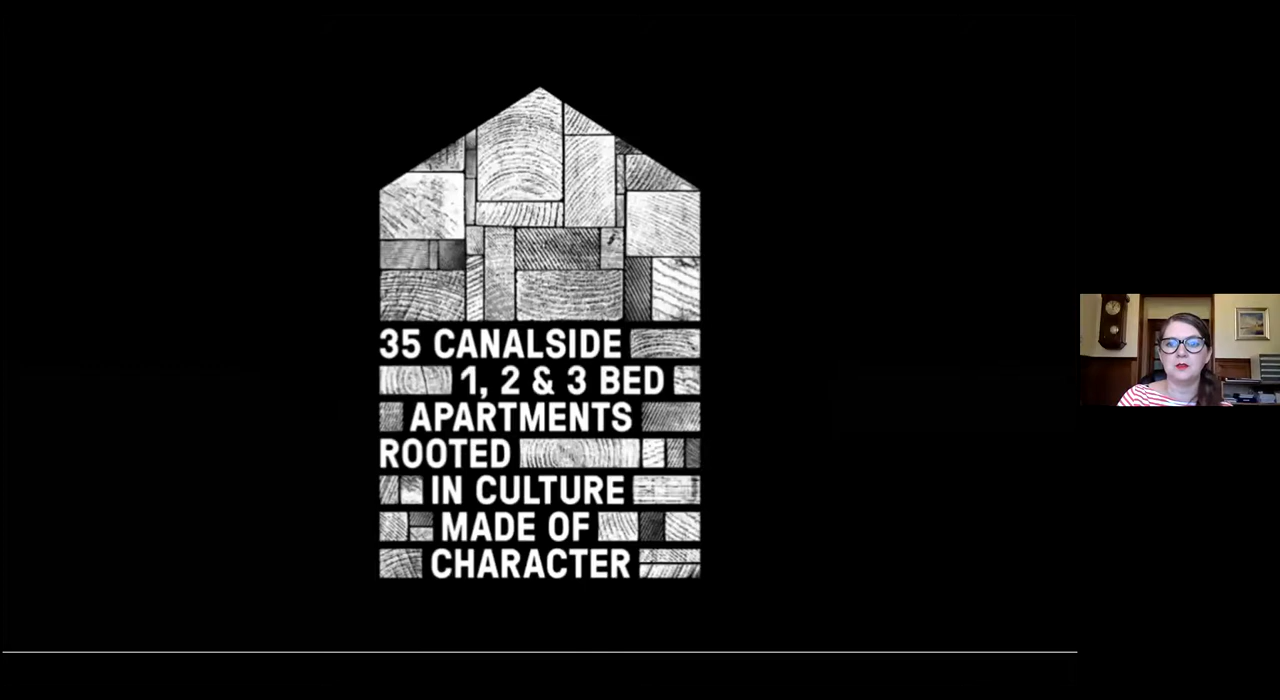 35 CANALSIDE
1, 2 & 3 BED
APARTMENTS
ROOTED
IN CULTURE
MADE OF
CHARACTER